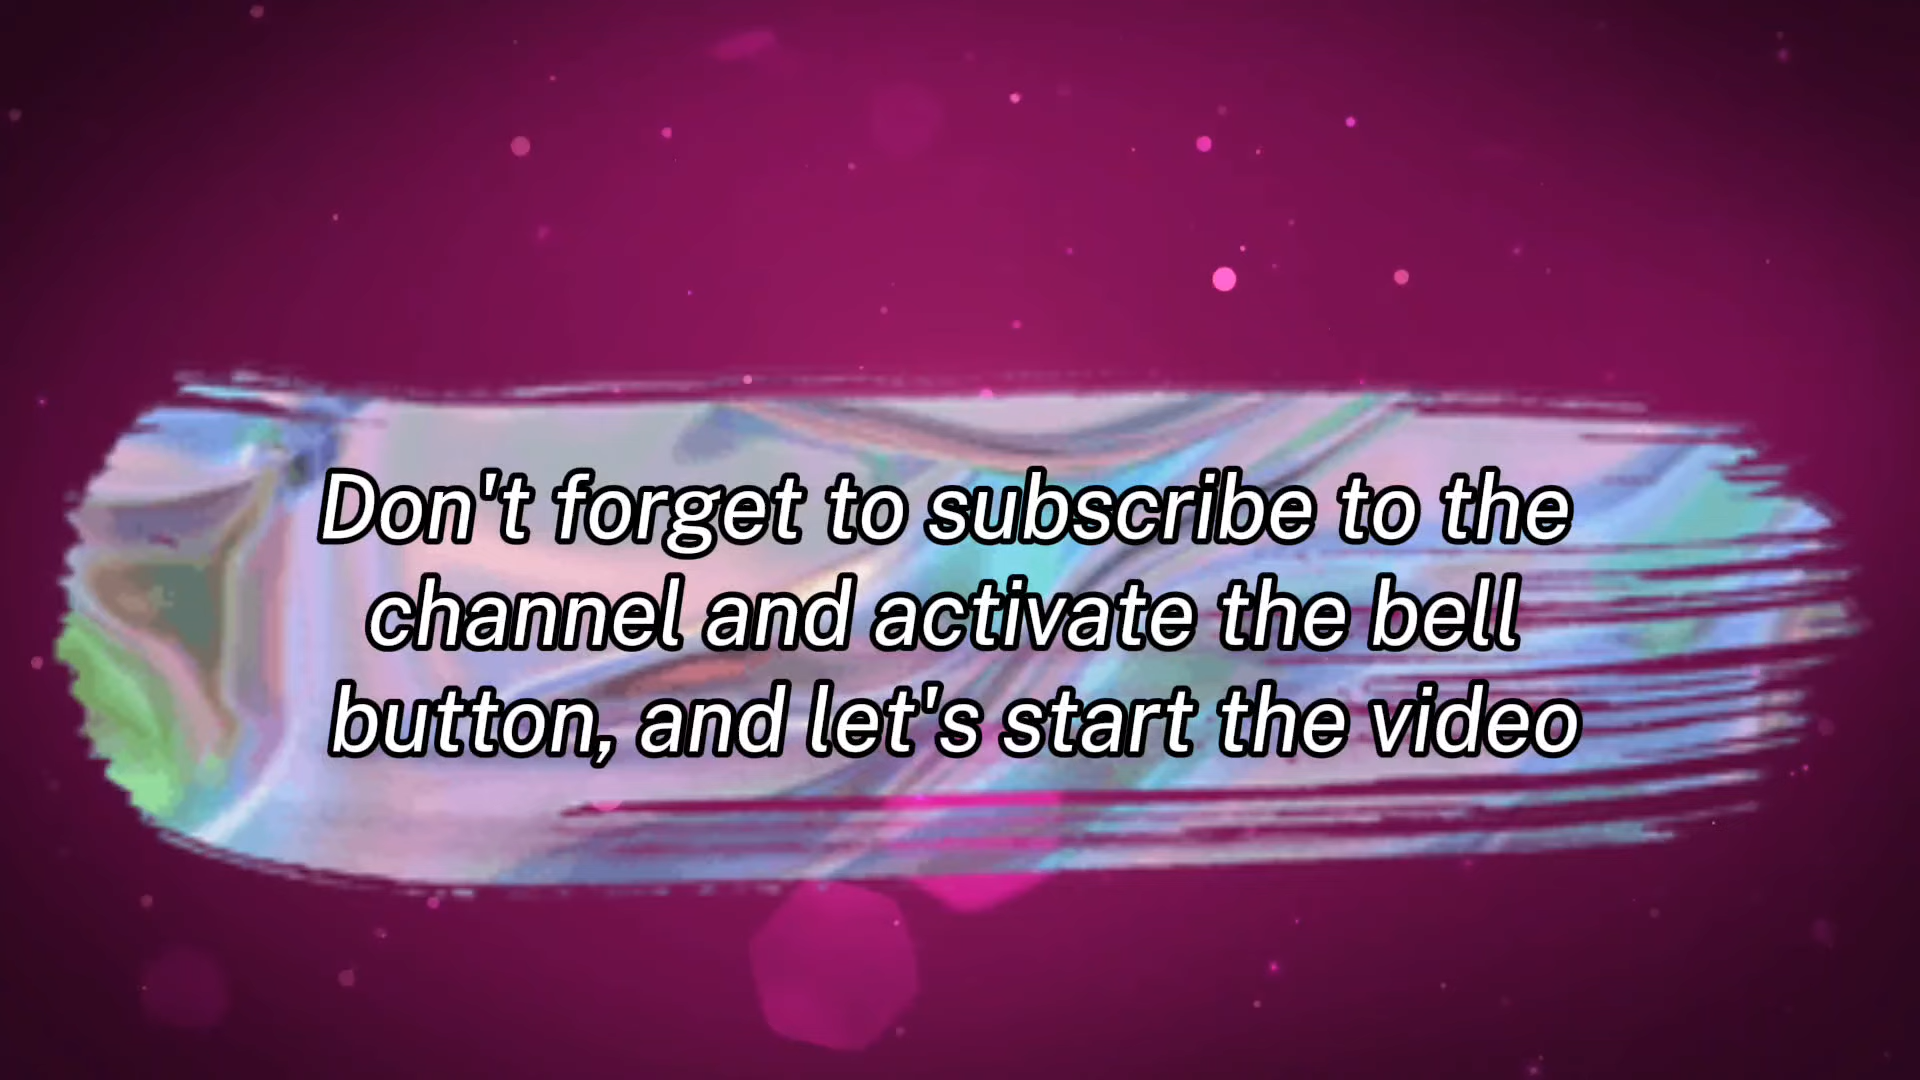 Don't forget to subscribe to the
channel and activate the bell
button, and let's start the video